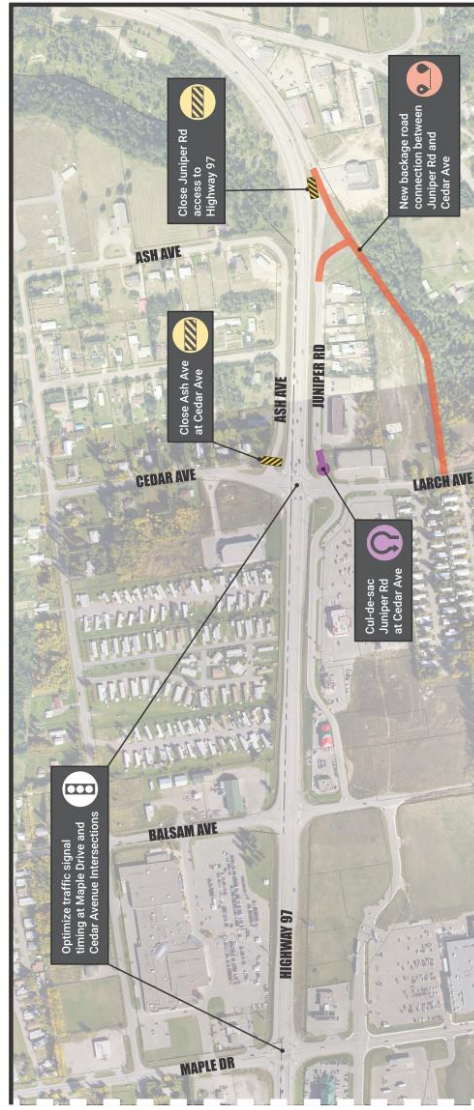 Optimize traffic signal
timing at Maple Drive and
Cedar Avenue Intersections
Close Ash Ave
at Cedar Ave
Close Juniper Rd
access to
Highway 97
ASH AVE
CEDAR AVE
BALSAM AVE
MAPLE DR
HIGHWAY 97
ASH AVE
JUNIPER RD
LARCH AVE
Cul-de-sac
Juniper Rd
at Cedar Ave
New backage road
connection between
Juniper Rd and
Cedar Ave